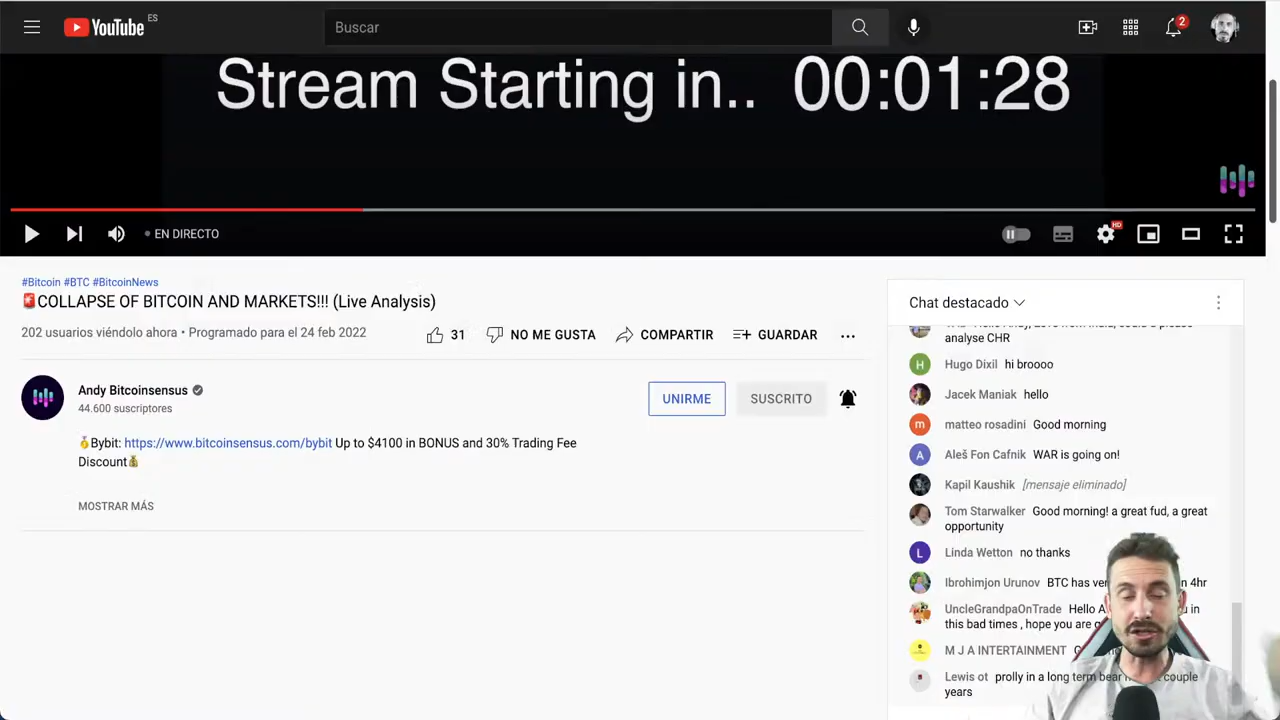 YouTube ES
Buscar
2
Stream Starting in.. 00:01:28
EN DIRECTO
HD
#Bitcoin #BTC #BitcoinNews
🚨COLLAPSE OF BITCOIN AND MARKETS!!! (Live Analysis)
202 usuarios viéndolo ahora • Programado para el 24 feb 2022
31 NO ME GUSTA COMPARTIR GUARDAR
Andy Bitcoinsensus
44.600 suscriptores
UNIRME SUSCRITO
🥇Bybit: https://www.bitcoinsensus.com/bybit Up to $4100 in BONUS and 30% Trading Fee
Discount💰
MOSTRAR MÁS
Chat destacado
analyse CHR
H Hugo Dixil hi broooo
Jacek Maniak hello
m matteo rosadini Good morning
A Aleš Fon Cafnik WAR is going on!
Kapil Kaushik [mensaje eliminado]
Tom Starwalker Good morning! a great fud, a great
opportunity
L Linda Wetton no thanks
Ibrohimjon Urunov BTC has 4hr
UncleGrandpaOnTrade Hello in
this bad times , hope you are
M J A INTERTAINMENT
Lewis ot prolly in a long term couple
years